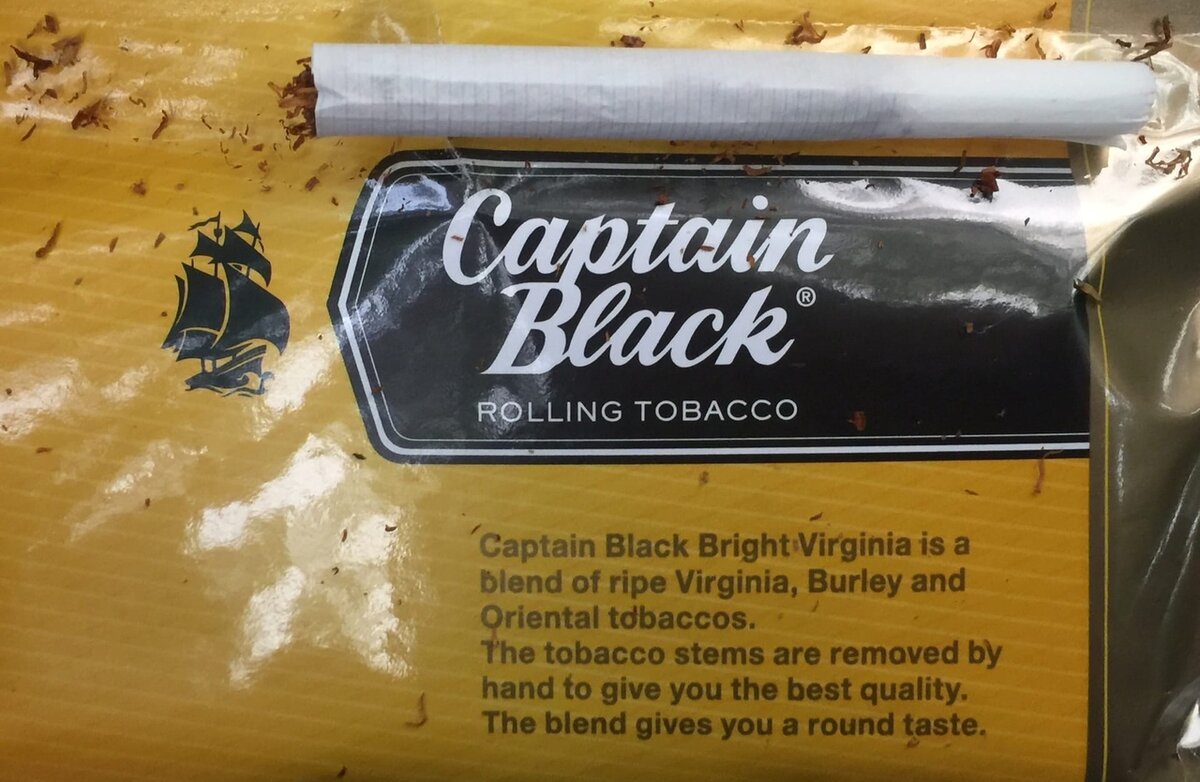 Captain
Black®
ROLLING TOBACCO
Captain Black Bright Virginia is a
blend of ripe Virginia, Burley and
Oriental tobaccos.
The tobacco stems are removed by
hand to give you the best quality.
The blend gives you a round taste.